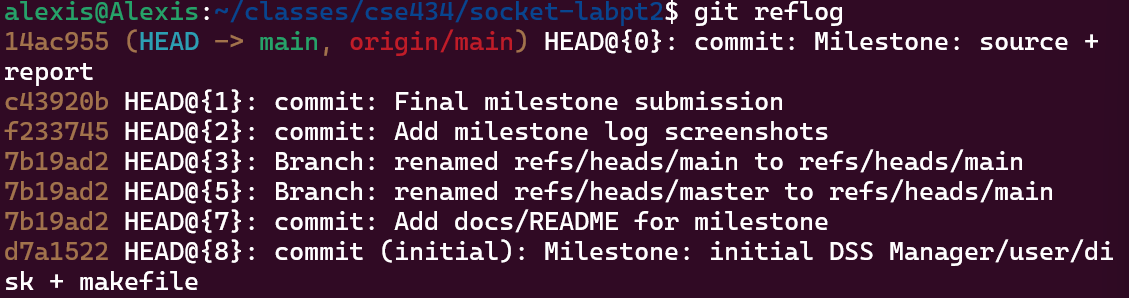 alexis@Alexis:~/classes/cse434/socket-labpt2$ git reflog
14ac955 (HEAD -> main, origin/main) HEAD@{0}: commit: Milestone: source +
report
c43920b HEAD@{1}: commit: Final milestone submission
f233745 HEAD@{2}: commit: Add milestone log screenshots
7b19ad2 HEAD@{3}: Branch: renamed refs/heads/main to refs/heads/main
7b19ad2 HEAD@{5}: Branch: renamed refs/heads/master to refs/heads/main
7b19ad2 HEAD@{7}: commit: Add docs/README for milestone
d7a1522 HEAD@{8}: commit (initial): Milestone: initial DSS Manager/user/di
sk + makefile